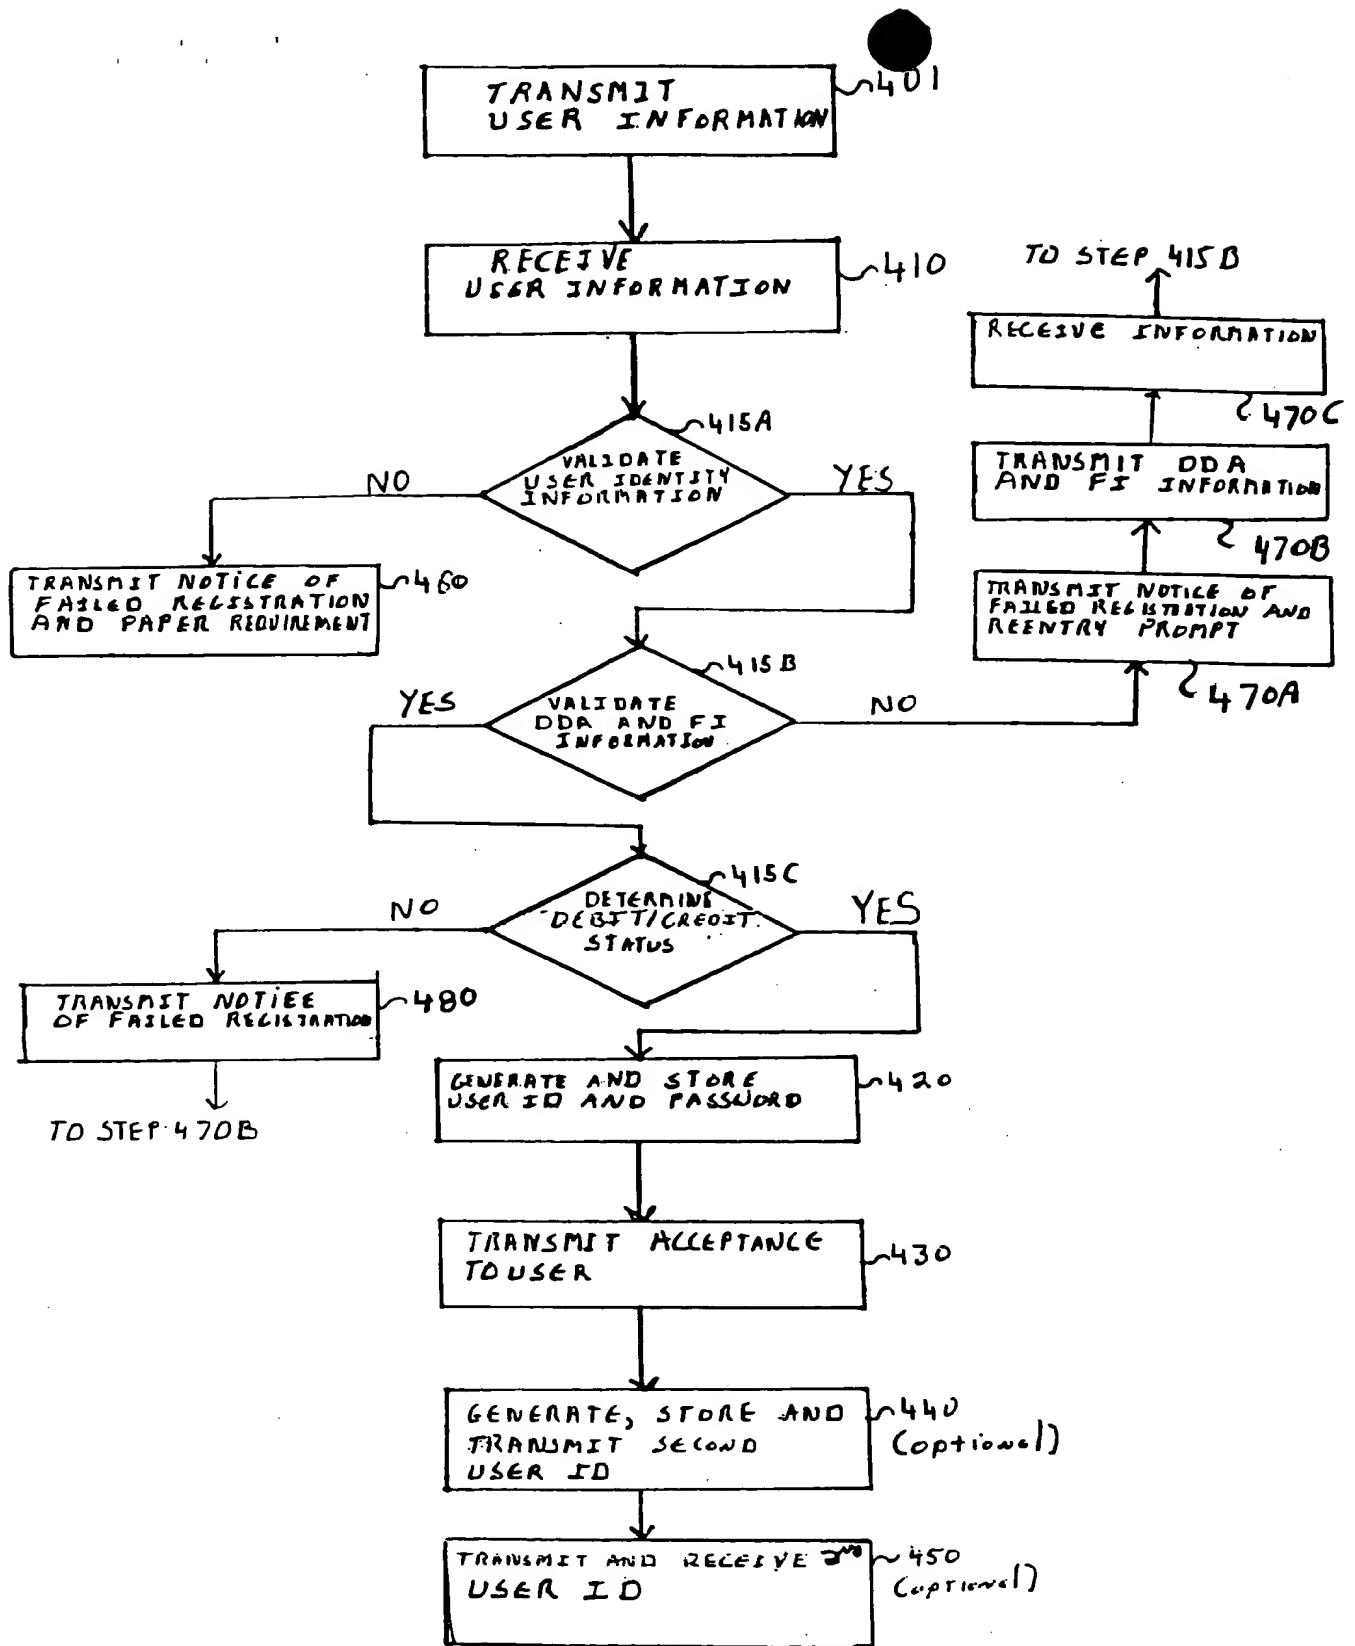 TRANSMIT
USER INFORMATION
401
RECEIVE
USER INFORMATION
410
TO STEP 415B
RECEIVE INFORMATION
470C
TRANSMIT DDA
AND FI INFORMATION
470B
TRANSMIT NOTICE OF
FAILED REGISTRATION AND
REENTRY PROMPT
470A
415A
VALIDATE
USER IDENTITY
INFORMATION
NO
YES
TRANSMIT NOTICE OF
FAILED REGISTRATION
AND PAPER REQUIREMENT
460
415B
VALIDATE
DDA AND FI
INFORMATION
YES
NO
415C
DETERMINE
DEBIT/CREDIT
STATUS
NO
YES
TRANSMIT NOTICE
OF FAILED REGISTRATION
480
TO STEP 470B
GENERATE AND STORE
USER ID AND PASSWORD
420
TRANSMIT ACCEPTANCE
TO USER
430
GENERATE, STORE AND
TRANSMIT SECOND
USER ID
440
(optional)
TRANSMIT AND RECEIVE 2nd
USER ID
450
(optional)